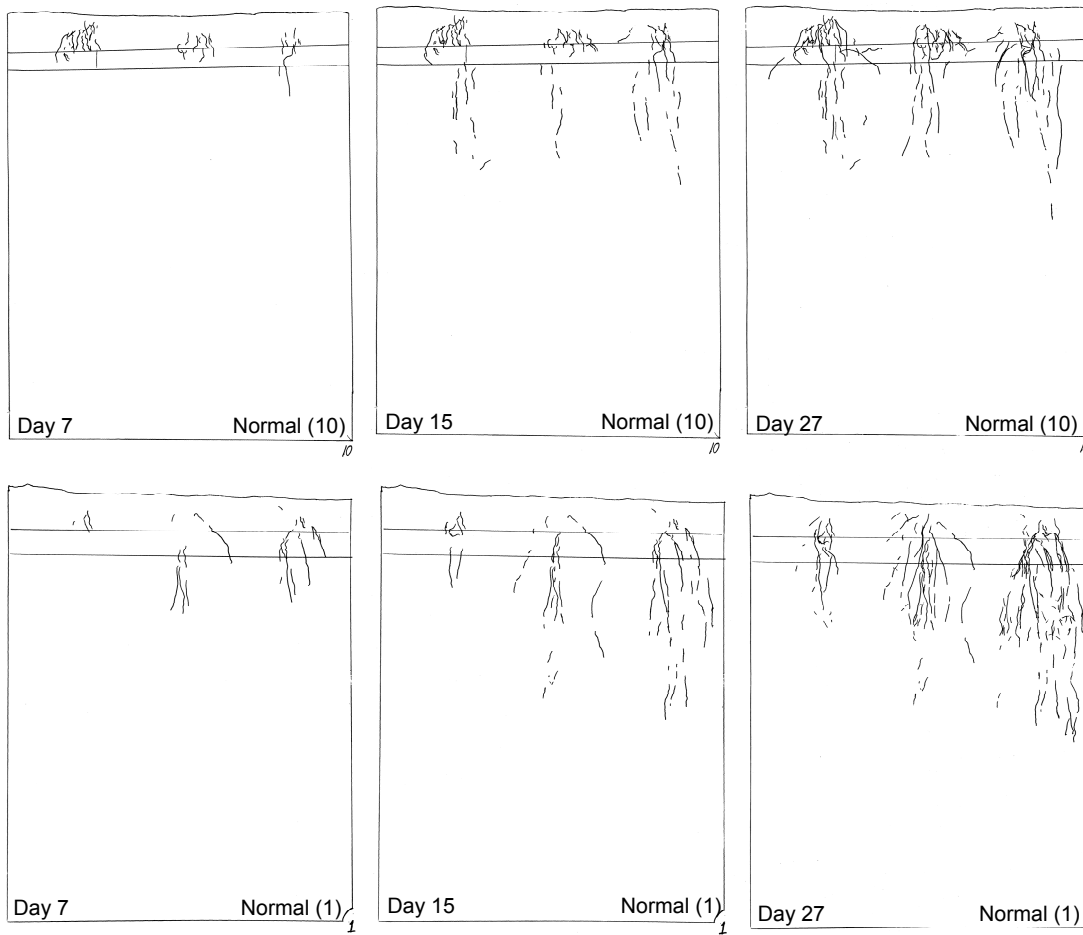 Day 7 Normal (10)
10
Day 15 Normal (10)
10
Day 27 Normal (10)
Day 7 Normal (1)
1
Day 15 Normal (1)
1
Day 27 Normal (1)